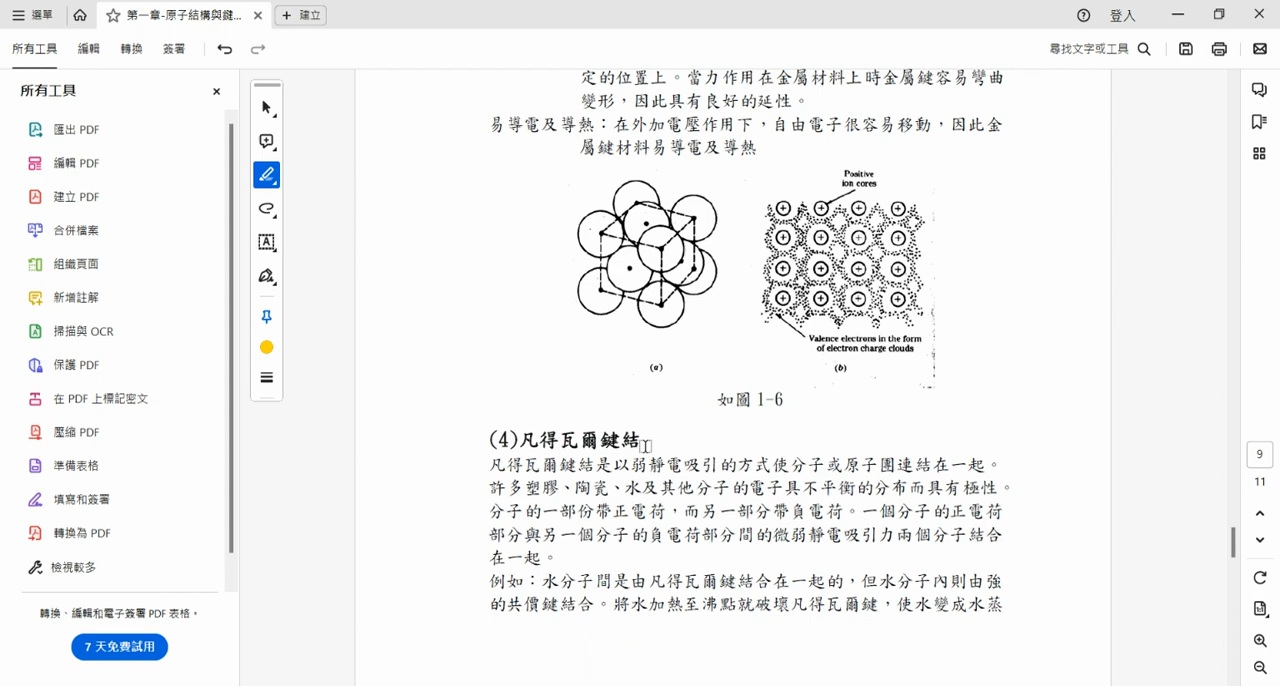 選單
第一章-原子結構與鍵...
建立
登入
所有工具
編輯
轉換
簽署
尋找文字或工具
所有工具
匯出 PDF
編輯 PDF
建立 PDF
合併檔案
組織頁面
新增註解
掃描與 OCR
保護 PDF
在 PDF 上標記密文
壓縮 PDF
準備表格
填寫和簽署
轉換為 PDF
檢視較多
轉換、編輯和電子簽署 PDF 表格。
7 天免費試用
定的位置上。當力作用在金屬材料上時金屬鍵容易彎曲
變形，因此具有良好的延性。
易導電及導熱：在外加電壓作用下，自由電子很容易移動，因此金
屬鍵材料易導電及導熱
Positive
ion cores
Valence electrons in the form
of electron charge clouds
(a)
(b)
如圖 1-6
(4)凡得瓦爾鍵結
凡得瓦爾鍵結是以弱靜電吸引的方式使分子或原子團連結在一起。
許多塑膠、陶瓷、水及其他分子的電子具不平衡的分布而具有極性。
分子的一部份帶正電荷，而另一部分帶負電荷。一個分子的正電荷
部分與另一個分子的負電荷部分間的微弱靜電吸引力兩個分子結合
在一起。
例如：水分子間是由凡得瓦爾鍵結合在一起的，但水分子內則由強
的共價鍵結合。將水加熱至沸點就破壞凡得瓦爾鍵，使水變成水蒸
9
11